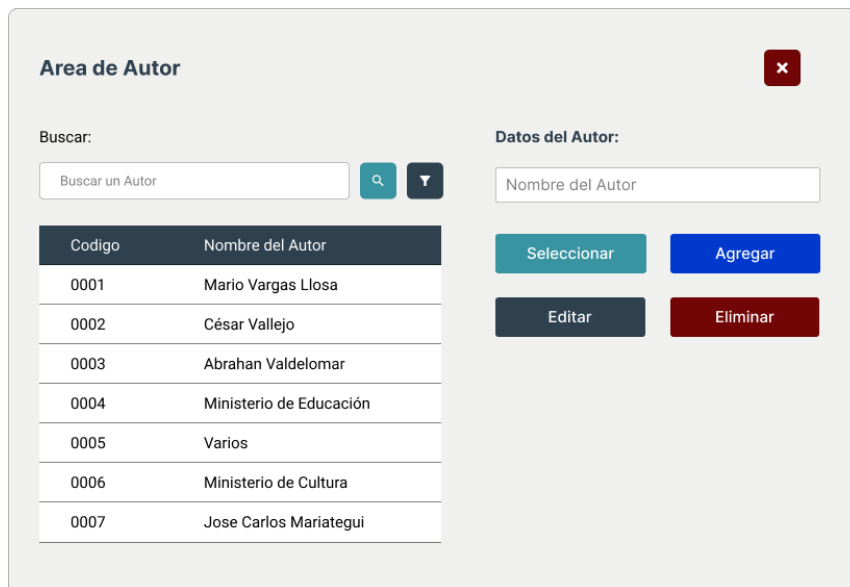 Area de Autor
Buscar:
Buscar un Autor
Codigo Nombre del Autor
0001 Mario Vargas Llosa
0002 César Vallejo
0003 Abrahan Valdelomar
0004 Ministerio de Educación
0005 Varios
0006 Ministerio de Cultura
0007 Jose Carlos Mariategui
Datos del Autor:
Nombre del Autor
Seleccionar Agregar
Editar Eliminar